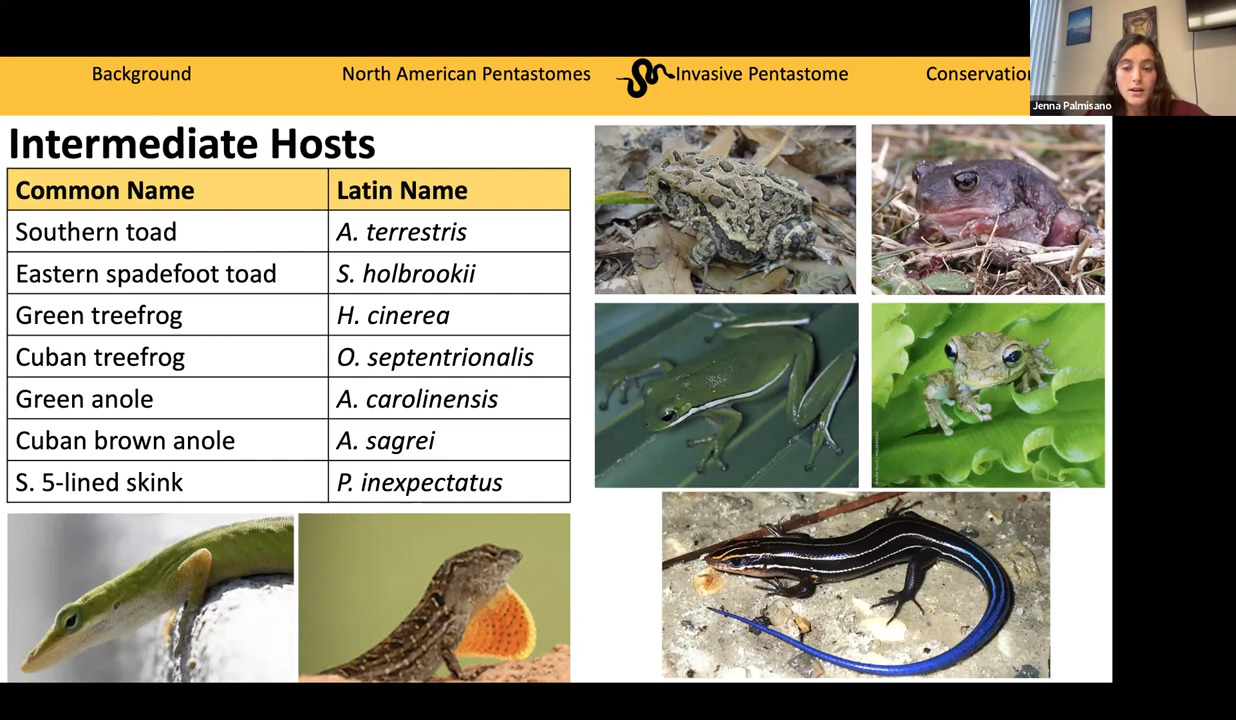 Background North American Pentastomes Invasive Pentastome Conservation
Jenna Palmisano
Intermediate Hosts
Common Name Latin Name
Southern toad A. terrestris
Eastern spadefoot toad S. holbrookii
Green treefrog H. cinerea
Cuban treefrog O. septentrionalis
Green anole A. carolinensis
Cuban brown anole A. sagrei
S. 5-lined skink P. inexpectatus